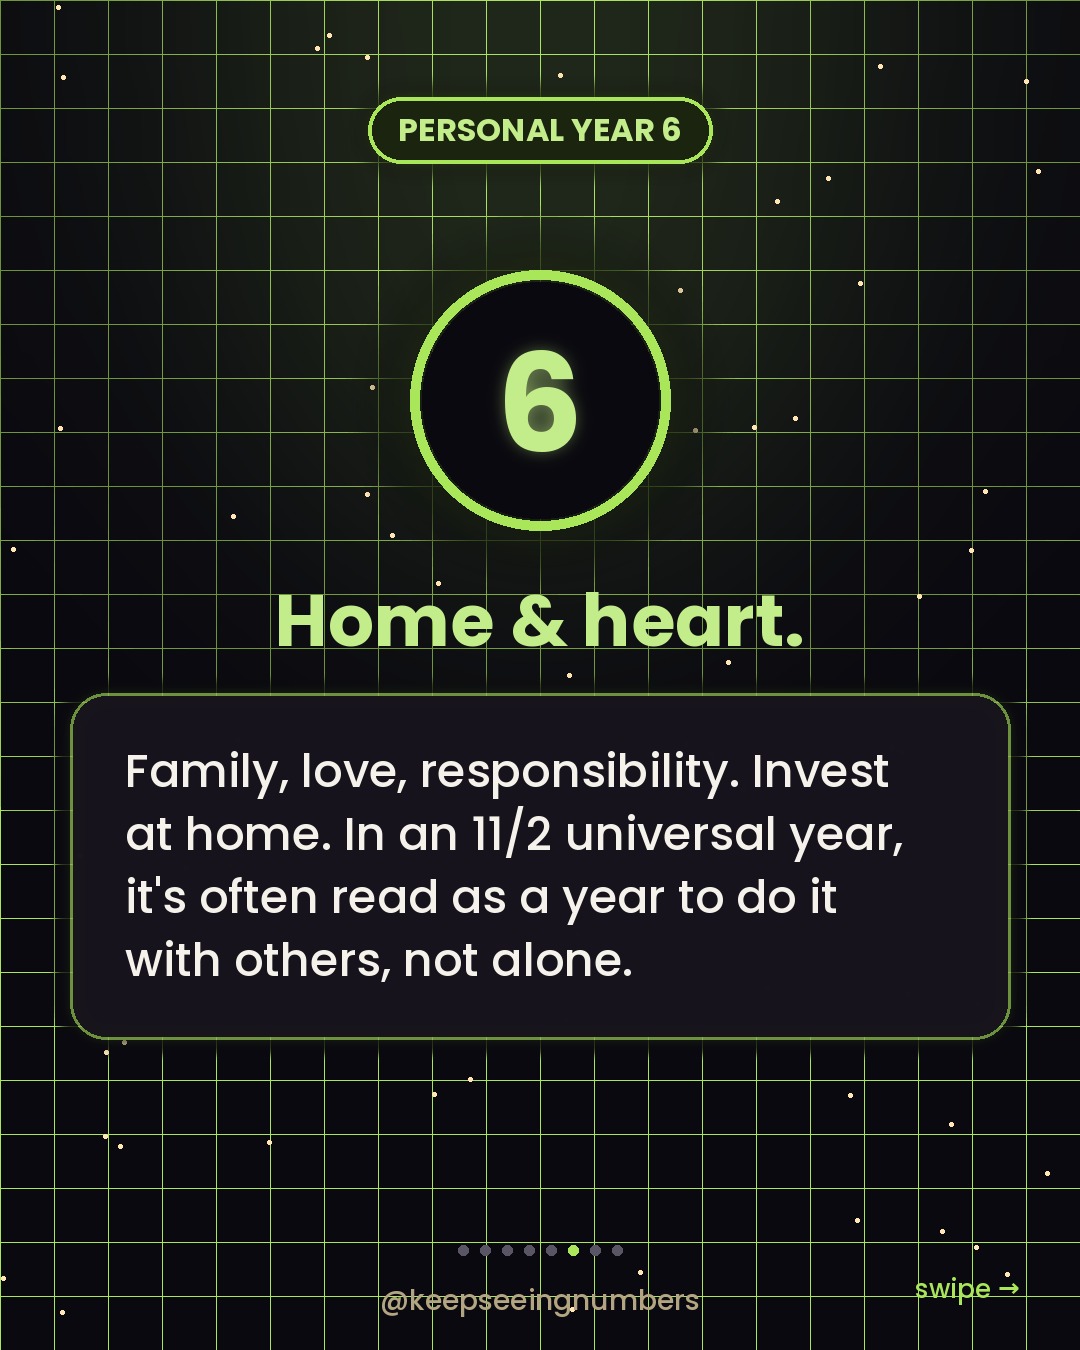 PERSONAL YEAR 6
6
Home & heart.
Family, love, responsibility. Invest
at home. In an 11/2 universal year,
it's often read as a year to do it
with others, not alone.
@keepseeingnumbers
swipe →